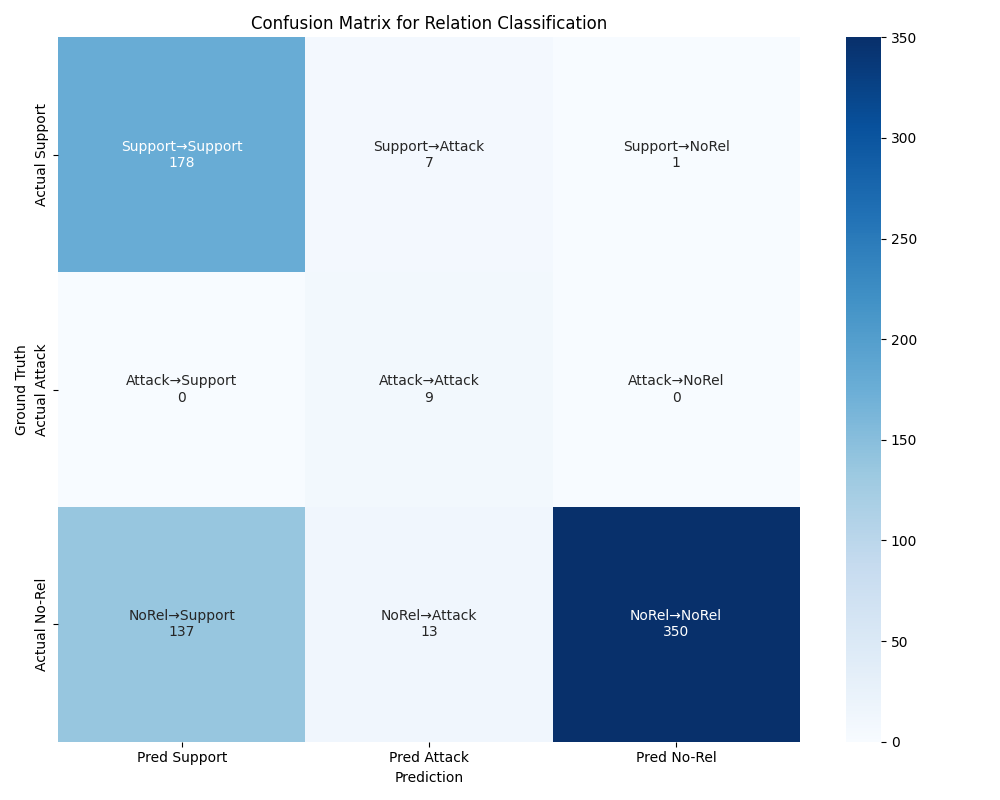 Confusion Matrix for Relation Classification
Ground Truth
Actual Support
Support→Support
178
Support→Attack
7
Support→NoRel
1
Actual Attack
Attack→Support
0
Attack→Attack
9
Attack→NoRel
0
Actual No-Rel
NoRel→Support
137
NoRel→Attack
13
NoRel→NoRel
350
Pred Support
Pred Attack
Pred No-Rel
Prediction
350
300
250
200
150
100
50
0